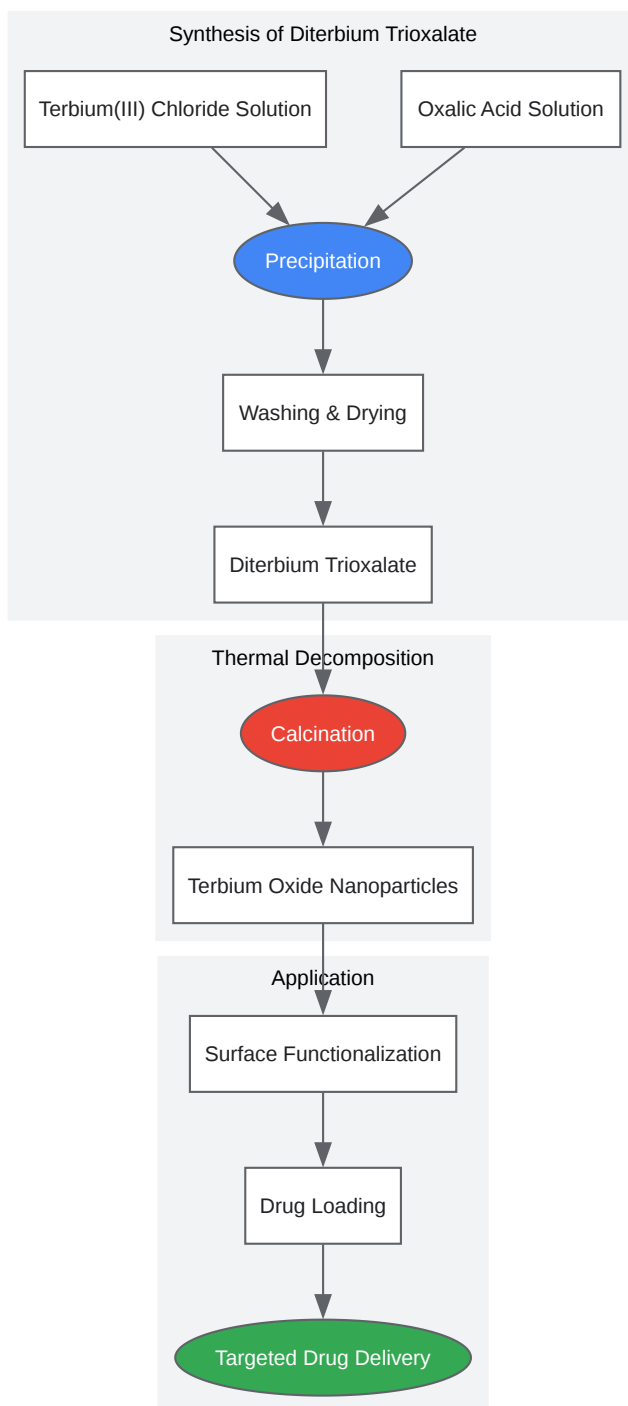 Synthesis of Diterbium Trioxalate
Terbium(III) Chloride Solution
Oxalic Acid Solution
Precipitation
Washing & Drying
Diterbium Trioxalate
Thermal Decomposition
Calcination
Terbium Oxide Nanoparticles
Application
Surface Functionalization
Drug Loading
Targeted Drug Delivery